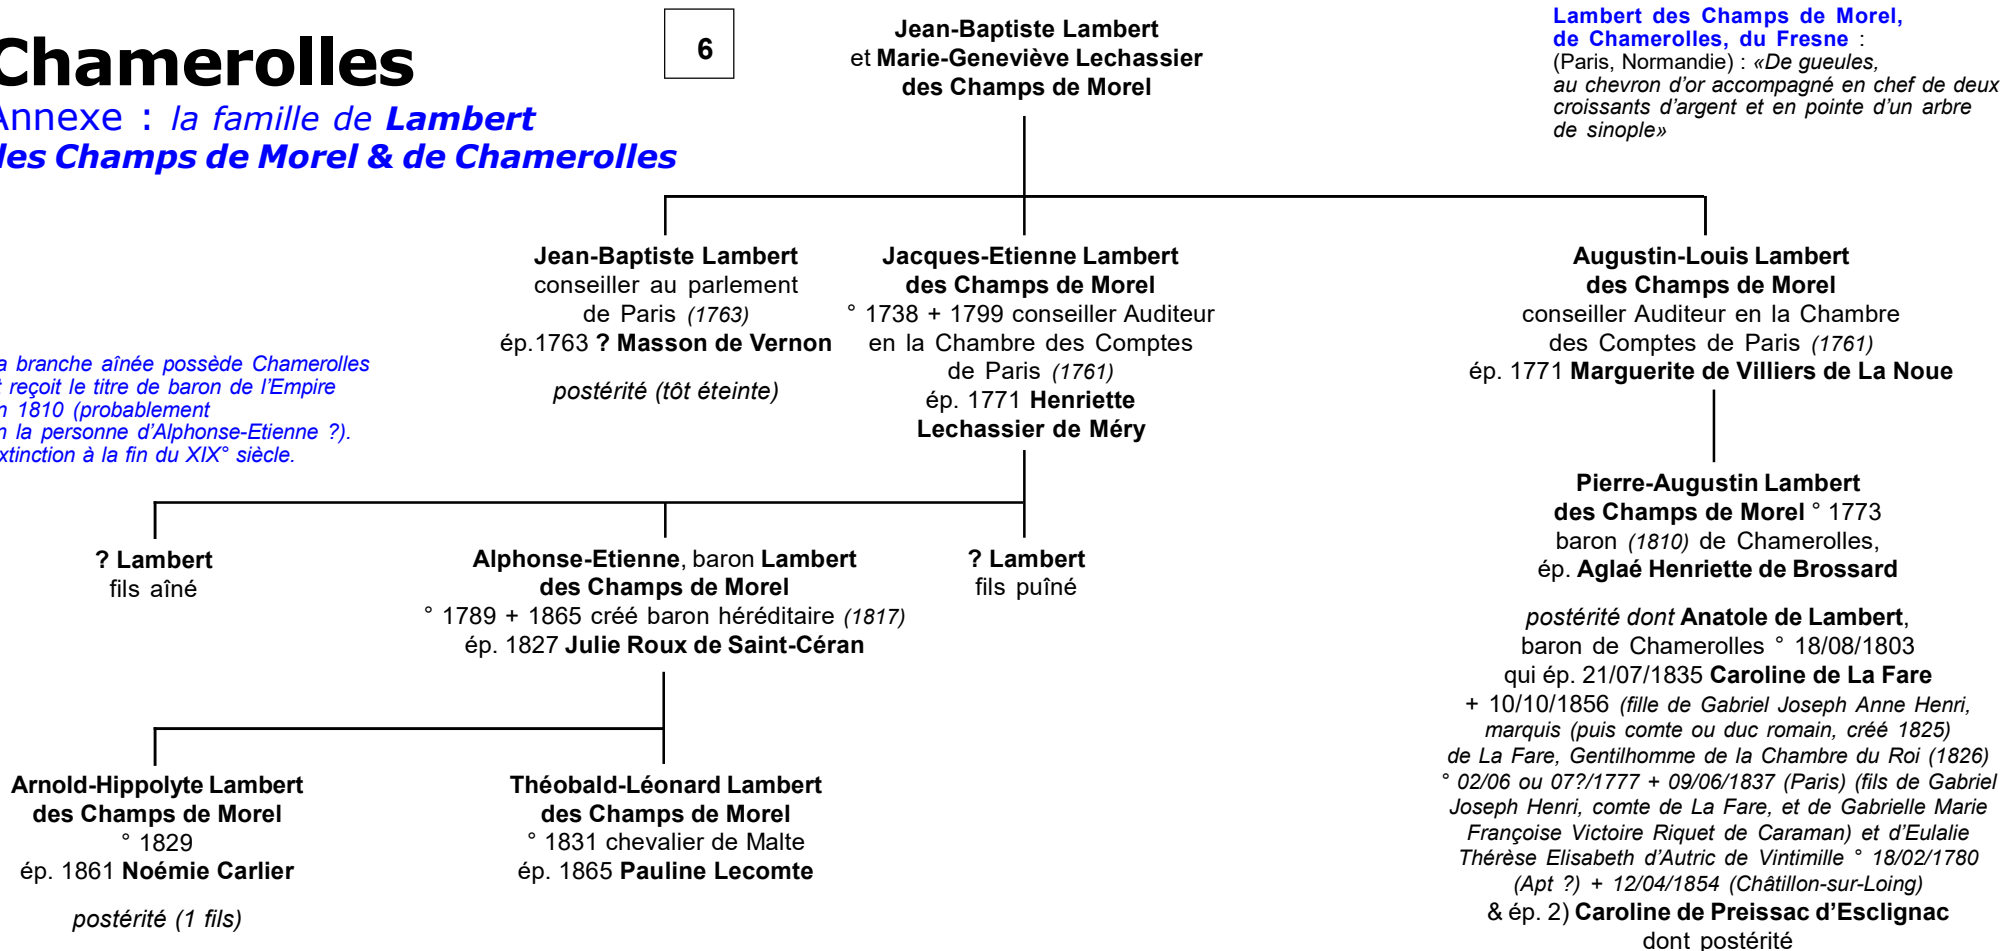 Chamerolles
Annexe : la famille de Lambert
des Champs de Morel & de Chamerolles
6
Jean-Baptiste Lambert
et Marie-Geneviève Lechassier
des Champs de Morel
Lambert des Champs de Morel,
de Chamerolles, du Fresne :
(Paris, Normandie) : «De gueules,
au chevron d’or accompagné en chef de deux
croissants d’argent et en pointe d’un arbre
de sinople»
Jean-Baptiste Lambert
conseiller au parlement
de Paris (1763)
ép.1763 ? Masson de Vernon
postérité (tôt éteinte)
Jacques-Etienne Lambert
des Champs de Morel
° 1738 + 1799 conseiller Auditeur
en la Chambre des Comptes
de Paris (1761)
ép. 1771 Henriette
Lechassier de Méry
Augustin-Louis Lambert
des Champs de Morel
conseiller Auditeur en la Chambre
des Comptes de Paris (1761)
ép. 1771 Marguerite de Villiers de La Noue
a branche aînée possède Chamerolles
t reçoit le titre de baron de l’Empire
n 1810 (probablement
n la personne d’Alphonse-Etienne ?).
xtinction à la fin du XIX° siècle.
? Lambert
fils aîné
Alphonse-Etienne, baron Lambert
des Champs de Morel
° 1789 + 1865 créé baron héréditaire (1817)
ép. 1827 Julie Roux de Saint-Céran
? Lambert
fils puîné
Pierre-Augustin Lambert
des Champs de Morel ° 1773
baron (1810) de Chamerolles,
ép. Aglaé Henriette de Brossard
postérité dont Anatole de Lambert,
baron de Chamerolles ° 18/08/1803
qui ép. 21/07/1835 Caroline de La Fare
+ 10/10/1856 (fille de Gabriel Joseph Anne Henri,
marquis (puis comte ou duc romain, créé 1825)
de La Fare, Gentilhomme de la Chambre du Roi (1826)
° 02/06 ou 07?/1777 + 09/06/1837 (Paris) (fils de Gabriel
Joseph Henri, comte de La Fare, et de Gabrielle Marie
Françoise Victoire Riquet de Caraman) et d’Eulalie
Thérèse Elisabeth d’Autric de Vintimille ° 18/02/1780
(Apt ?) + 12/04/1854 (Châtillon-sur-Loing)
& ép. 2) Caroline de Preissac d’Esclignac
dont postérité
Arnold-Hippolyte Lambert
des Champs de Morel
° 1829
ép. 1861 Noémie Carlier
postérité (1 fils)
Théobald-Léonard Lambert
des Champs de Morel
° 1831 chevalier de Malte
ép. 1865 Pauline Lecomte